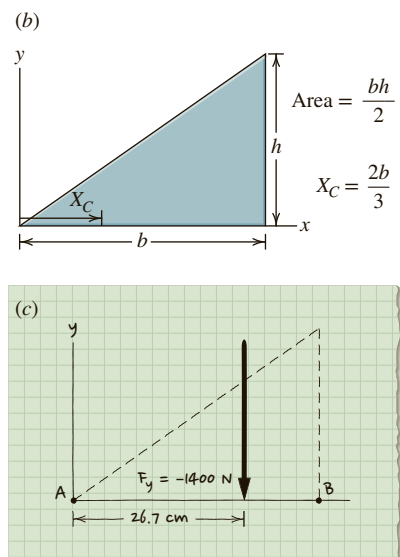 (b)
y
Area = bh/2
h
X_C
X_C = 2b/3
x
b
(c)
y
F_y = -1400 N
A
B
26.7 cm